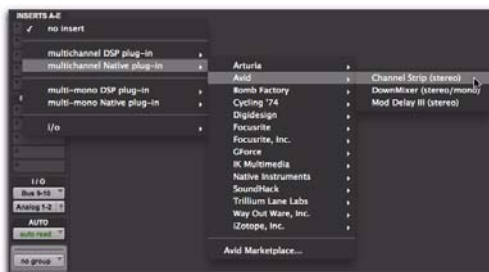 INSERTS A-E
✓ no insert
multichannel DSP plug-in
multichannel Native plug-in
multi-mono DSP plug-in
multi-mono Native plug-in
i/o
Arturia
Avid
Bomb Factory
Cycling '74
Digidesign
Focusrite
Focusrite, Inc.
GForce
IK Multimedia
Native Instruments
SoundHack
Trillium Lane Labs
Way Out Ware, Inc.
iZotope, Inc.
Avid Marketplace...
Channel Strip (stereo)
DownMixer (stereo/mono)
Mod Delay III (stereo)
I/O
Bus 9-10
Analog 1-2
AUTO
auto read
no group